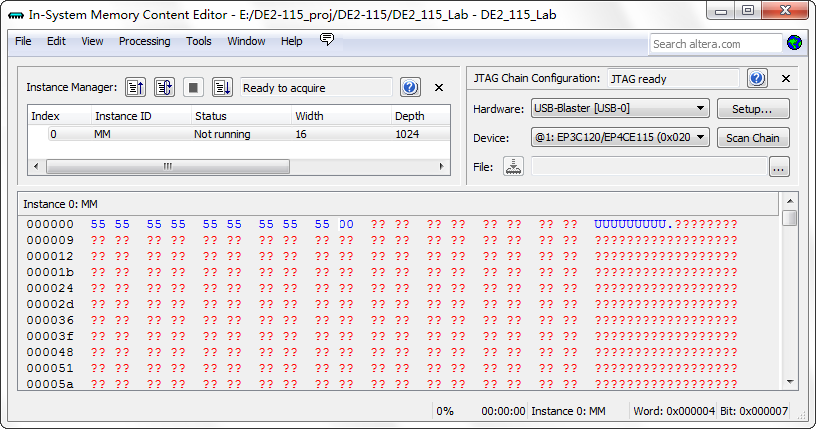 In-System Memory Content Editor - E:/DE2-115_proj/DE2-115/DE2_115_Lab - DE2_115_Lab
File Edit View Processing Tools Window Help Search altera.com
Instance Manager: Ready to acquire
Index Instance ID Status Width Depth
0 MM Not running 16 1024
JTAG Chain Configuration: JTAG ready
Hardware: USB-Blaster [USB-0] Setup...
Device: @1: EP3C120/EP4CE115 (0x020 Scan Chain
File: ...
Instance 0: MM
000000 55 55 55 55 55 55 55 55 55 00 ?? ?? ?? ?? ?? ?? ?? ?? UUUUUUUUU.????????
000009 ?? ?? ?? ?? ?? ?? ?? ?? ?? ?? ?? ?? ?? ?? ?? ?? ?? ?? ??????????????????
000012 ?? ?? ?? ?? ?? ?? ?? ?? ?? ?? ?? ?? ?? ?? ?? ?? ?? ?? ??????????????????
00001b ?? ?? ?? ?? ?? ?? ?? ?? ?? ?? ?? ?? ?? ?? ?? ?? ?? ?? ??????????????????
000024 ?? ?? ?? ?? ?? ?? ?? ?? ?? ?? ?? ?? ?? ?? ?? ?? ?? ?? ??????????????????
00002d ?? ?? ?? ?? ?? ?? ?? ?? ?? ?? ?? ?? ?? ?? ?? ?? ?? ?? ??????????????????
000036 ?? ?? ?? ?? ?? ?? ?? ?? ?? ?? ?? ?? ?? ?? ?? ?? ?? ?? ??????????????????
00003f ?? ?? ?? ?? ?? ?? ?? ?? ?? ?? ?? ?? ?? ?? ?? ?? ?? ?? ??????????????????
000048 ?? ?? ?? ?? ?? ?? ?? ?? ?? ?? ?? ?? ?? ?? ?? ?? ?? ?? ??????????????????
000051 ?? ?? ?? ?? ?? ?? ?? ?? ?? ?? ?? ?? ?? ?? ?? ?? ?? ?? ??????????????????
00005a ?? ?? ?? ?? ?? ?? ?? ?? ?? ?? ?? ?? ?? ?? ?? ?? ?? ?? ??????????????????
0% 00:00:00 Instance 0: MM Word: 0x000004 Bit: 0x000007